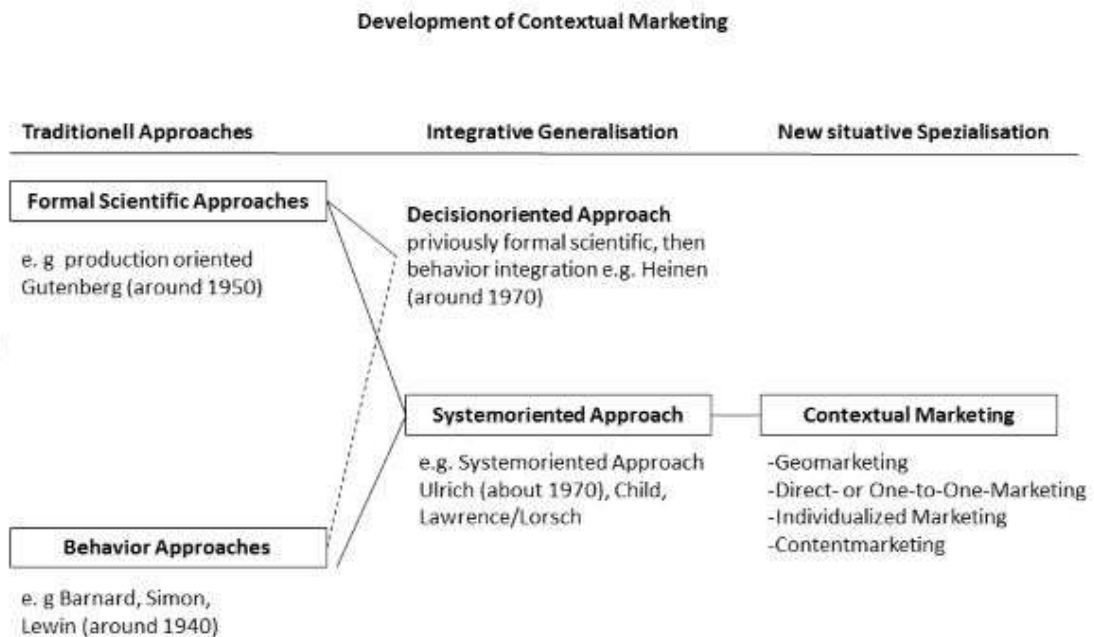 Development of Contextual Marketing
Traditionell Approaches
Integrative Generalisation
New situative Spezialisation
Formal Scientific Approaches
e. g  production oriented
Gutenberg (around 1950)
Decisionoriented Approach
priviously formal scientific, then
behavior integration e.g. Heinen
(around 1970)
Systemoriented Approach
e.g. Systemoriented Approach
Ulrich (about 1970), Child,
Lawrence/Lorsch
Contextual Marketing
-Geomarketing
-Direct- or One-to-One-Marketing
-Individualized Marketing
-Contentmarketing
Behavior Approaches
e. g Barnard, Simon,
Lewin (around 1940)